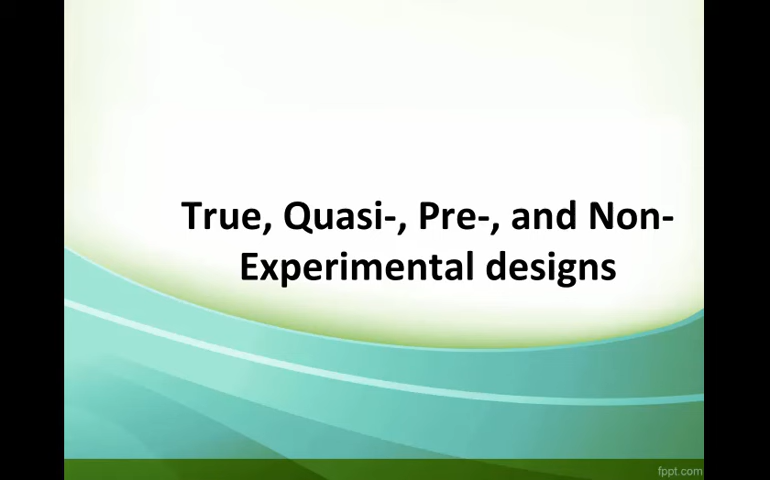 True, Quasi-, Pre-, and Non-
Experimental designs
fppt.com